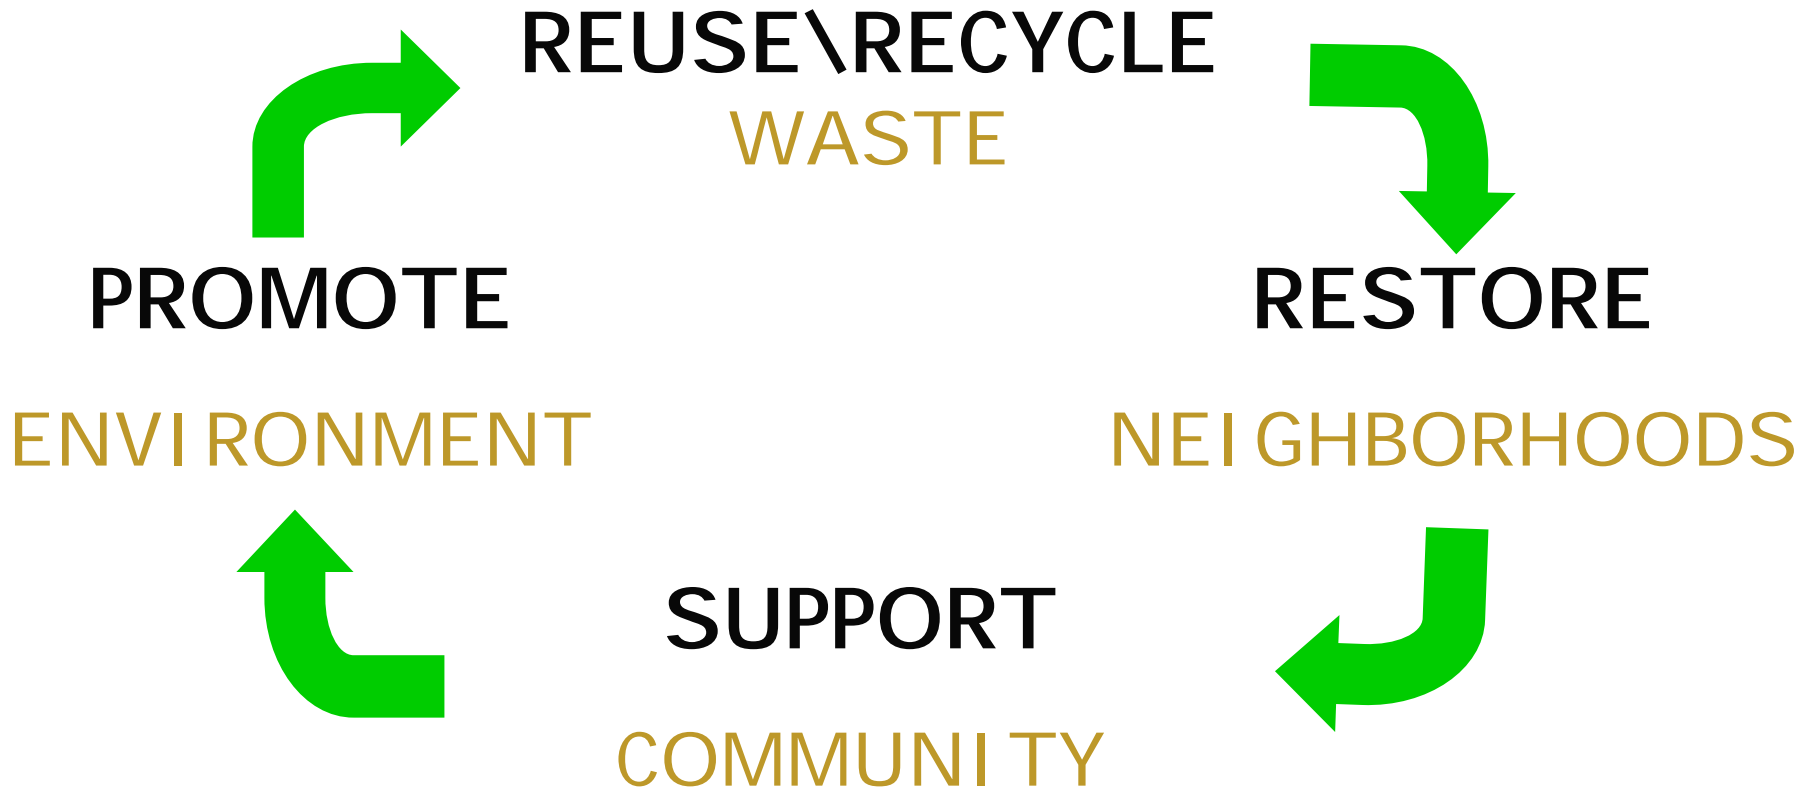 REUSE\RECYCLE
WASTE
PROMOTE
ENVIRONMENT
RESTORE
NEIGHBORHOODS
SUPPORT
COMMUNITY